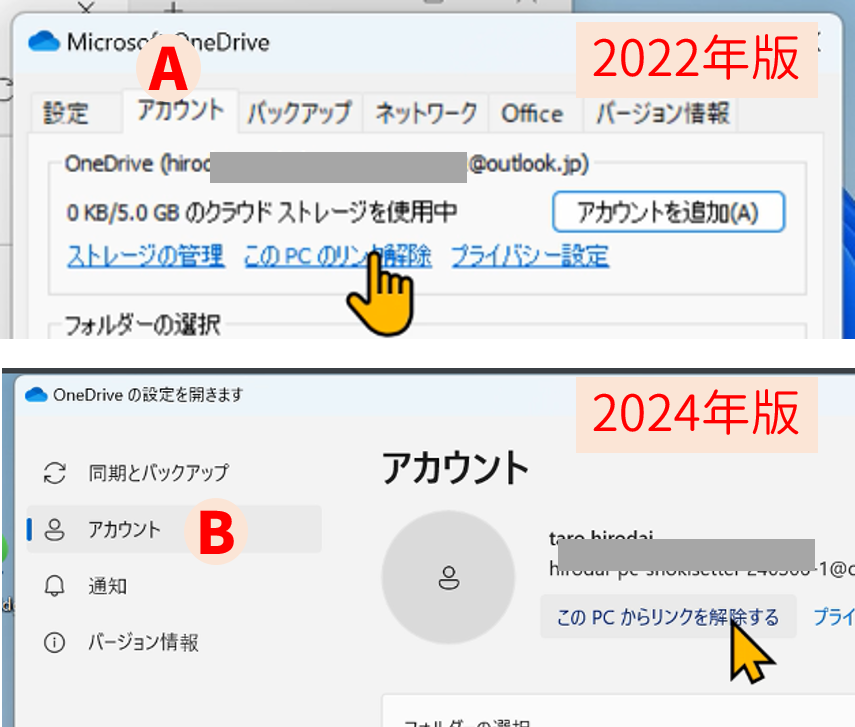 Microsoft OneDrive
A
2022年版
設定 アカウント バックアップ ネットワーク Office バージョン情報
OneDrive (hiroc @outlook.jp)
0 KB/5.0 GB のクラウド ストレージを使用中
アカウントを追加(A)
ストレージの管理 この PC のリンク解除 プライバシー設定
フォルダーの選択
OneDrive の設定を開きます
2024年版
同期とバックアップ
アカウント
B
通知
バージョン情報
アカウント
taro hirodai
-1@
この PC からリンクを解除する
プライ
フォルダーの選択